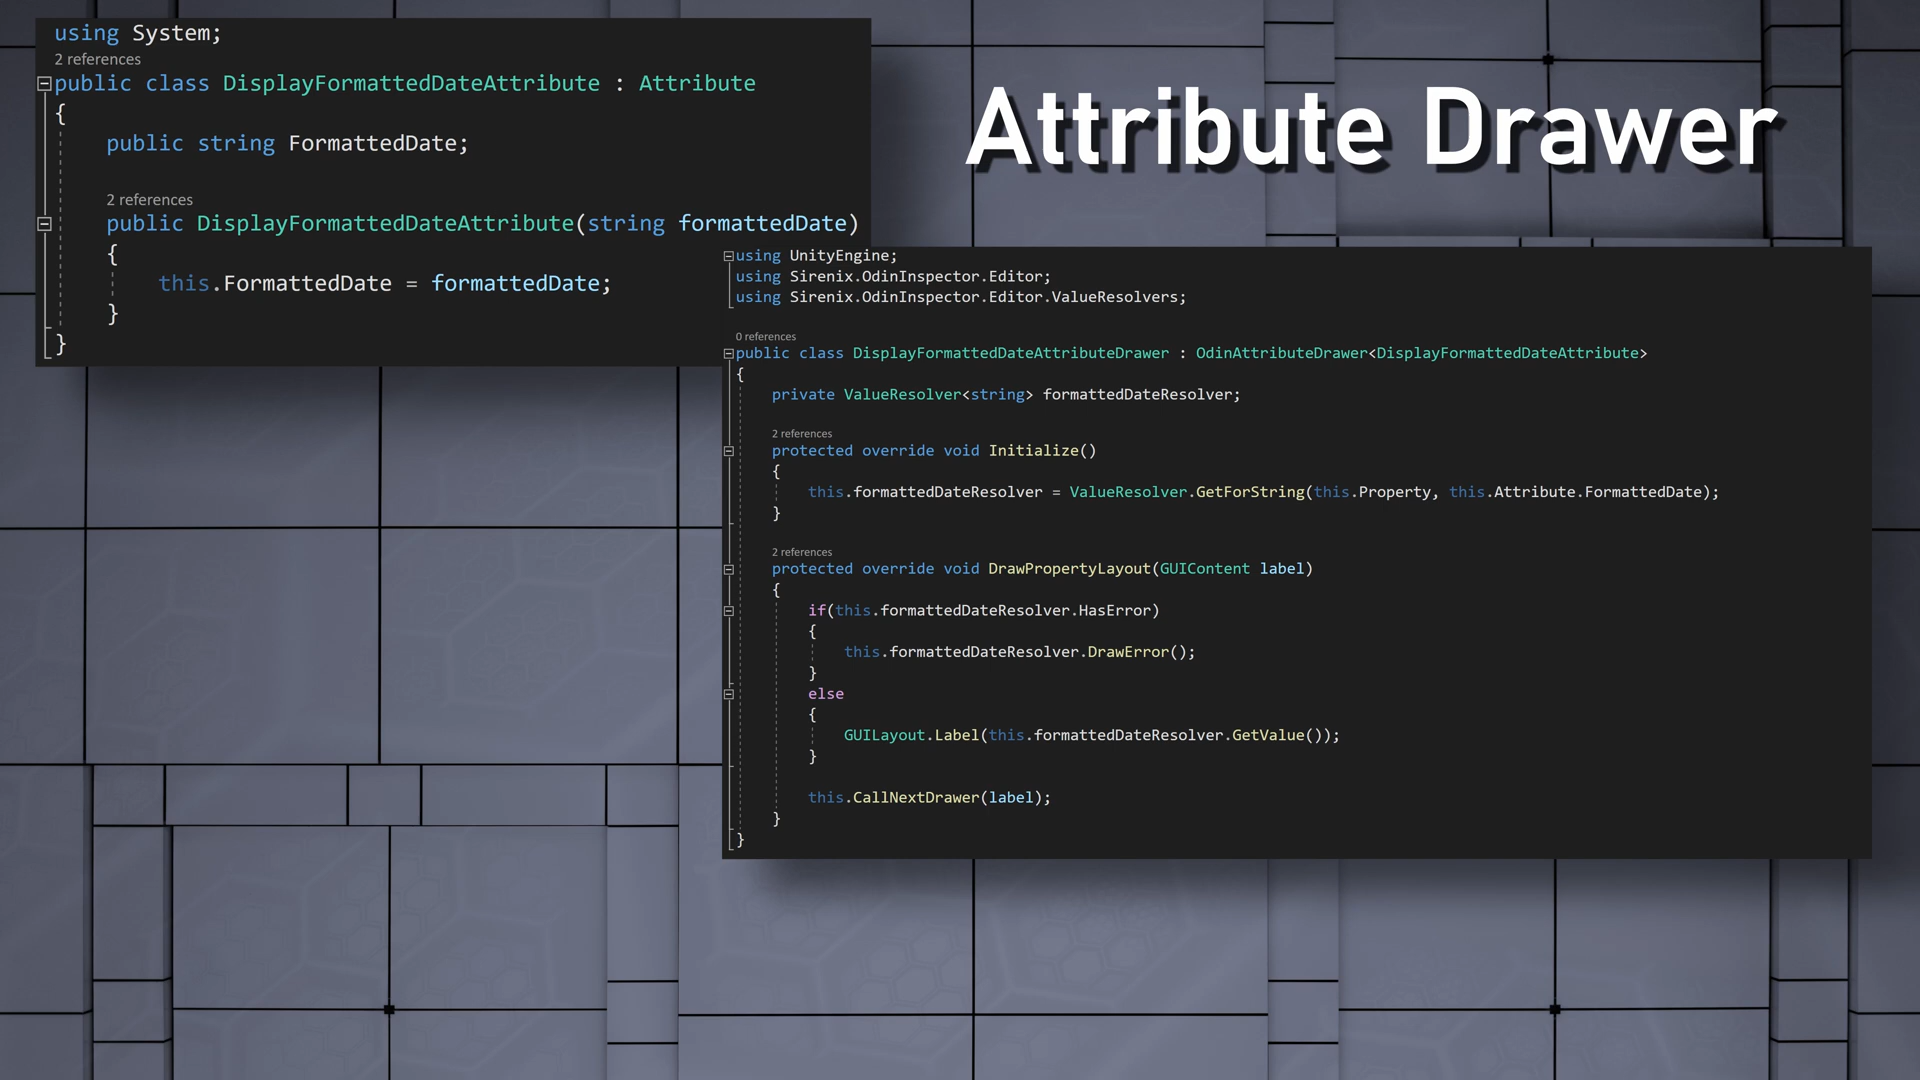 using System;
2 references
public class DisplayFormattedDateAttribute : Attribute
{
public string FormattedDate;
2 references
public DisplayFormattedDateAttribute(string formattedDate)
{
this.FormattedDate = formattedDate;
}
}
Attribute Drawer
using UnityEngine;
using Sirenix.OdinInspector.Editor;
using Sirenix.OdinInspector.Editor.ValueResolvers;
0 references
public class DisplayFormattedDateAttributeDrawer : OdinAttributeDrawer<DisplayFormattedDateAttribute>
{
private ValueResolver<string> formattedDateResolver;
2 references
protected override void Initialize()
{
this.formattedDateResolver = ValueResolver.GetForString(this.Property, this.Attribute.FormattedDate);
}
2 references
protected override void DrawPropertyLayout(GUIContent label)
{
if(this.formattedDateResolver.HasError)
{
this.formattedDateResolver.DrawError();
}
else
{
GUILayout.Label(this.formattedDateResolver.GetValue());
}
this.CallNextDrawer(label);
}
}